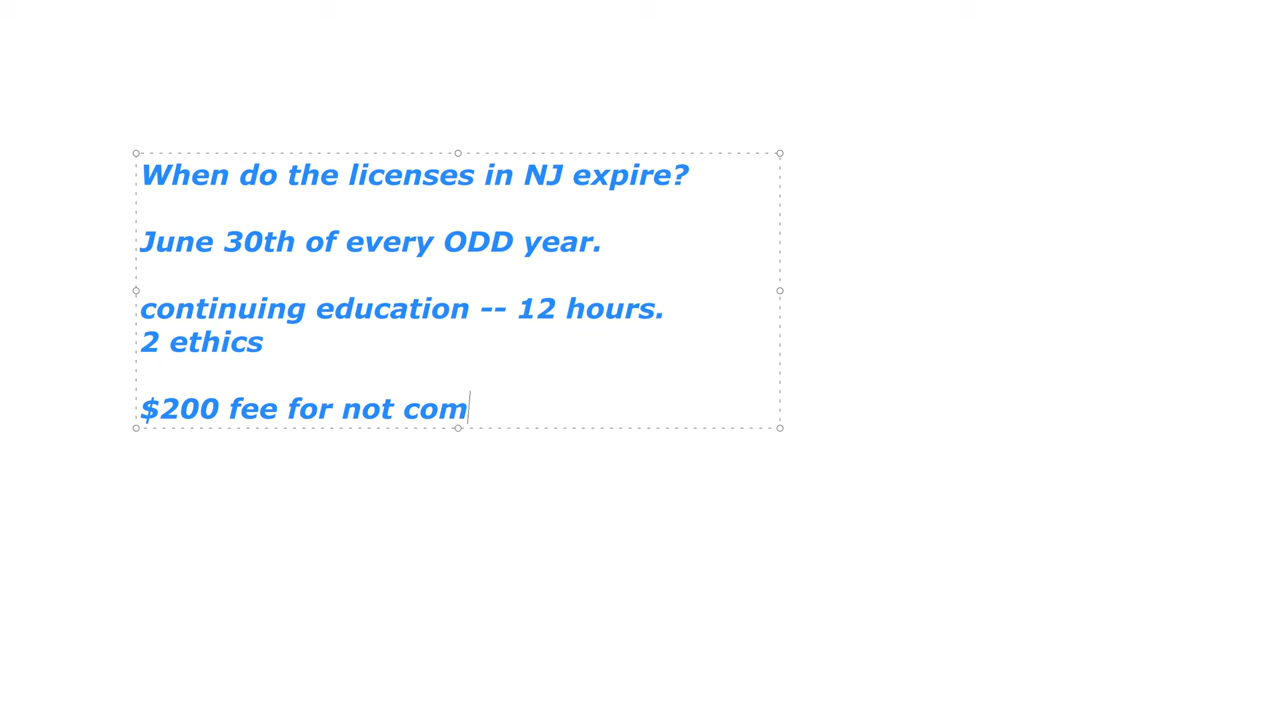 When do the licenses in NJ expire?
June 30th of every ODD year.
continuing education -- 12 hours.
2 ethics
$200 fee for not com